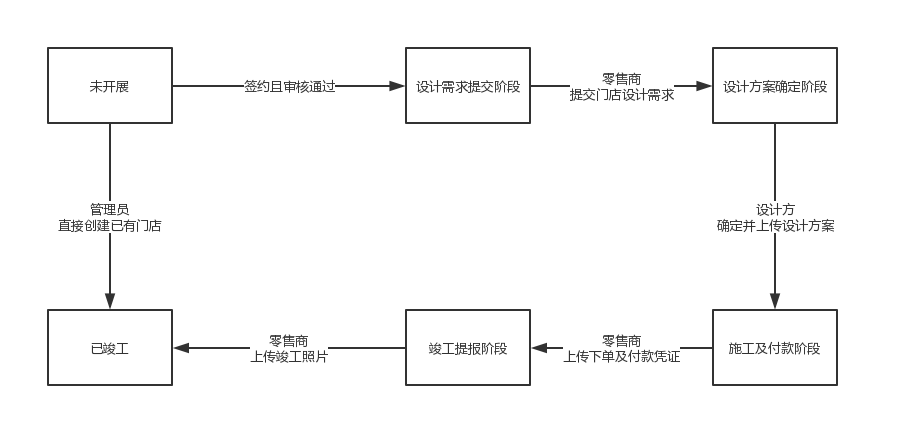 未开展
签约且审核通过
设计需求提交阶段
零售商
提交门店设计需求
设计方案确定阶段
管理员
直接创建已有门店
设计方
确定并上传设计方案
已竣工
零售商
上传竣工照片
竣工提报阶段
零售商
上传下单及付款凭证
施工及付款阶段